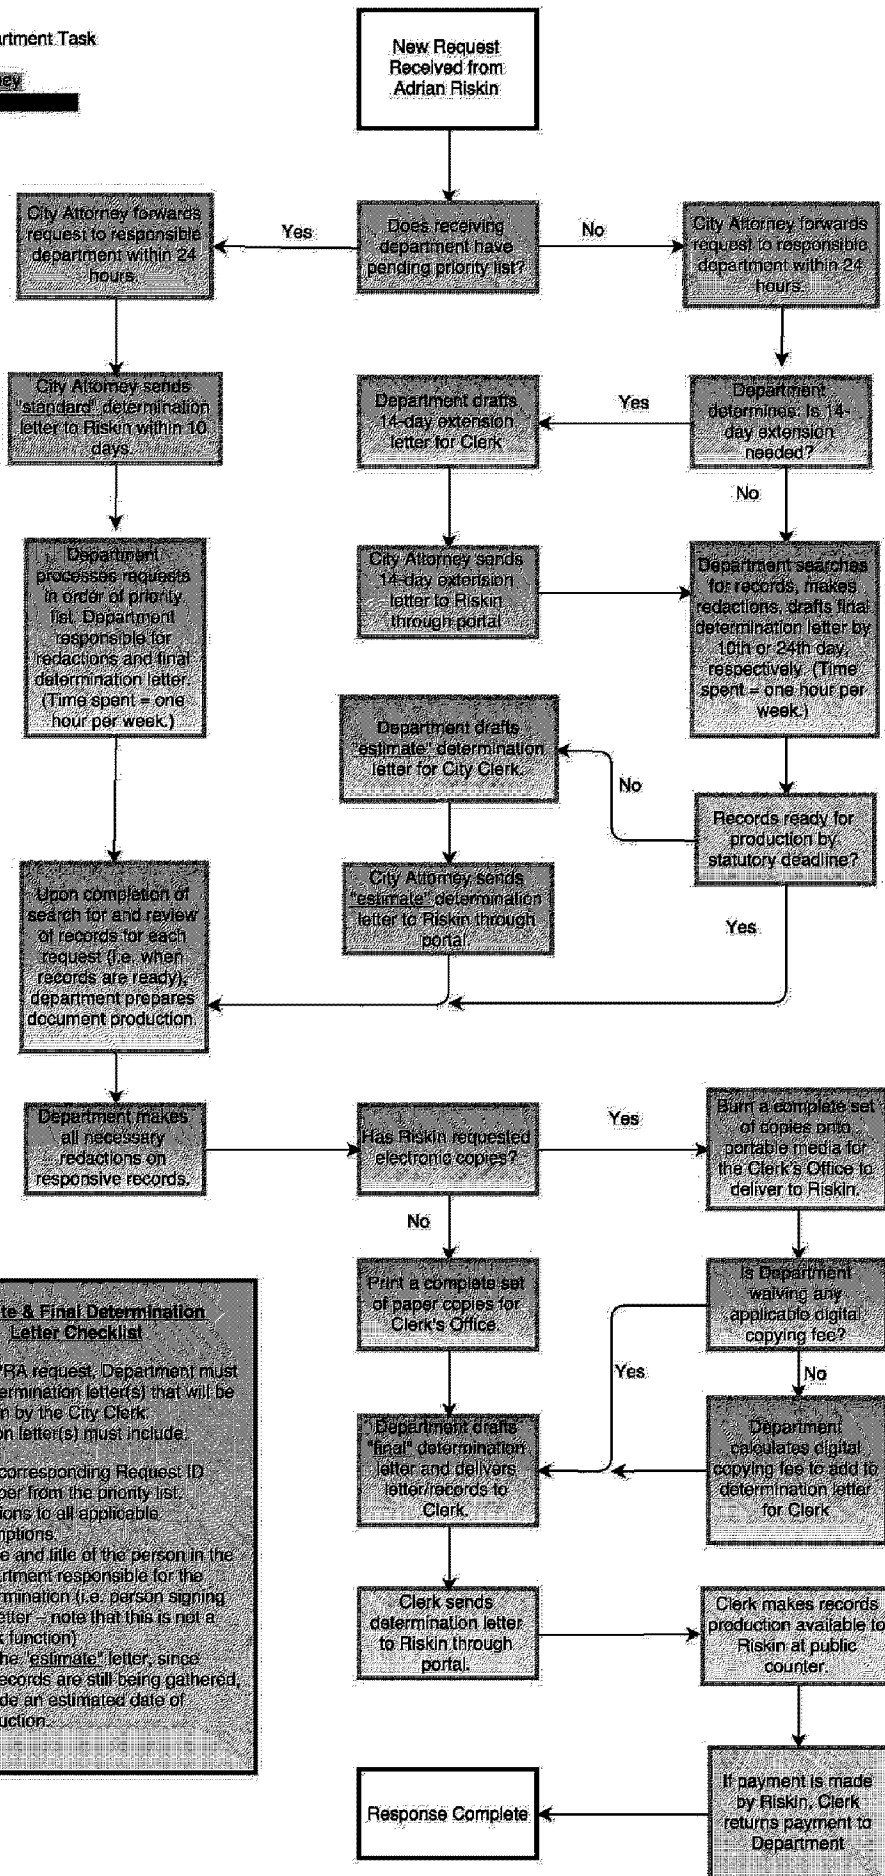 artment Task
ney
New Request
Received from
Adrian Riskin
City Attorney forwards
request to responsible
department within 24
hours.
Yes
Does receiving
department have
pending priority list?
No
City Attorney forwards
request to responsible
department within 24
hours.
City Attorney sends
"standard" determination
letter to Riskin within 10
days.
Department drafts
14-day extension
letter for Clerk
Yes
Department
determines: Is 14-
day extension
needed?
No
Department
processes requests
in order of priority
list. Department
responsible for
redactions and final
determination letter.
(Time spent = one
hour per week.)
City Attorney sends
14-day extension
letter to Riskin
through portal
Department searches
for records, makes
redactions, drafts final
determination letter by
10th or 24th day,
respectively. (Time
spent = one hour per
week.)
Department drafts
"estimate" determination
letter for City Clerk.
No
Records ready for
production by
statutory deadline?
Upon completion of
search for and review
of records for each
request (i.e. when
records are ready),
department prepares
document production.
City Attorney sends
"estimate" determination
letter to Riskin through
portal.
Yes
Department makes
all necessary
redactions on
responsive records.
Has Riskin requested
electronic copies?
Yes
Burn a complete set
of copies onto
portable media for
the Clerk's Office to
deliver to Riskin.
No
Print a complete set
of paper copies for
Clerk's Office
Is Department
waiving any
applicable digital
copying fee?
Yes
No
Department drafts
"final" determination
letter and delivers
letter/records to
Clerk.
Department
calculates digital
copying fee to add to
determination letter
for Clerk
Clerk sends
determination letter
to Riskin through
portal.
Clerk makes records
production available to
Riskin at public
counter.
Response Complete
If payment is made
by Riskin, Clerk
returns payment to
Department
te & Final Determination
Letter Checklist
PRA request, Department must
ermination letter(s) that will be
n by the City Clerk.
on letter(s) must include:
corresponding Request ID
ber from the priority list.
tions to all applicable
mptions.
e and title of the person in the
artment responsible for the
rmination (i.e. person signing
etter – note that this is not a
k function)
he "estimate" letter, since
ecords are still being gathered,
de an estimated date of
uction.